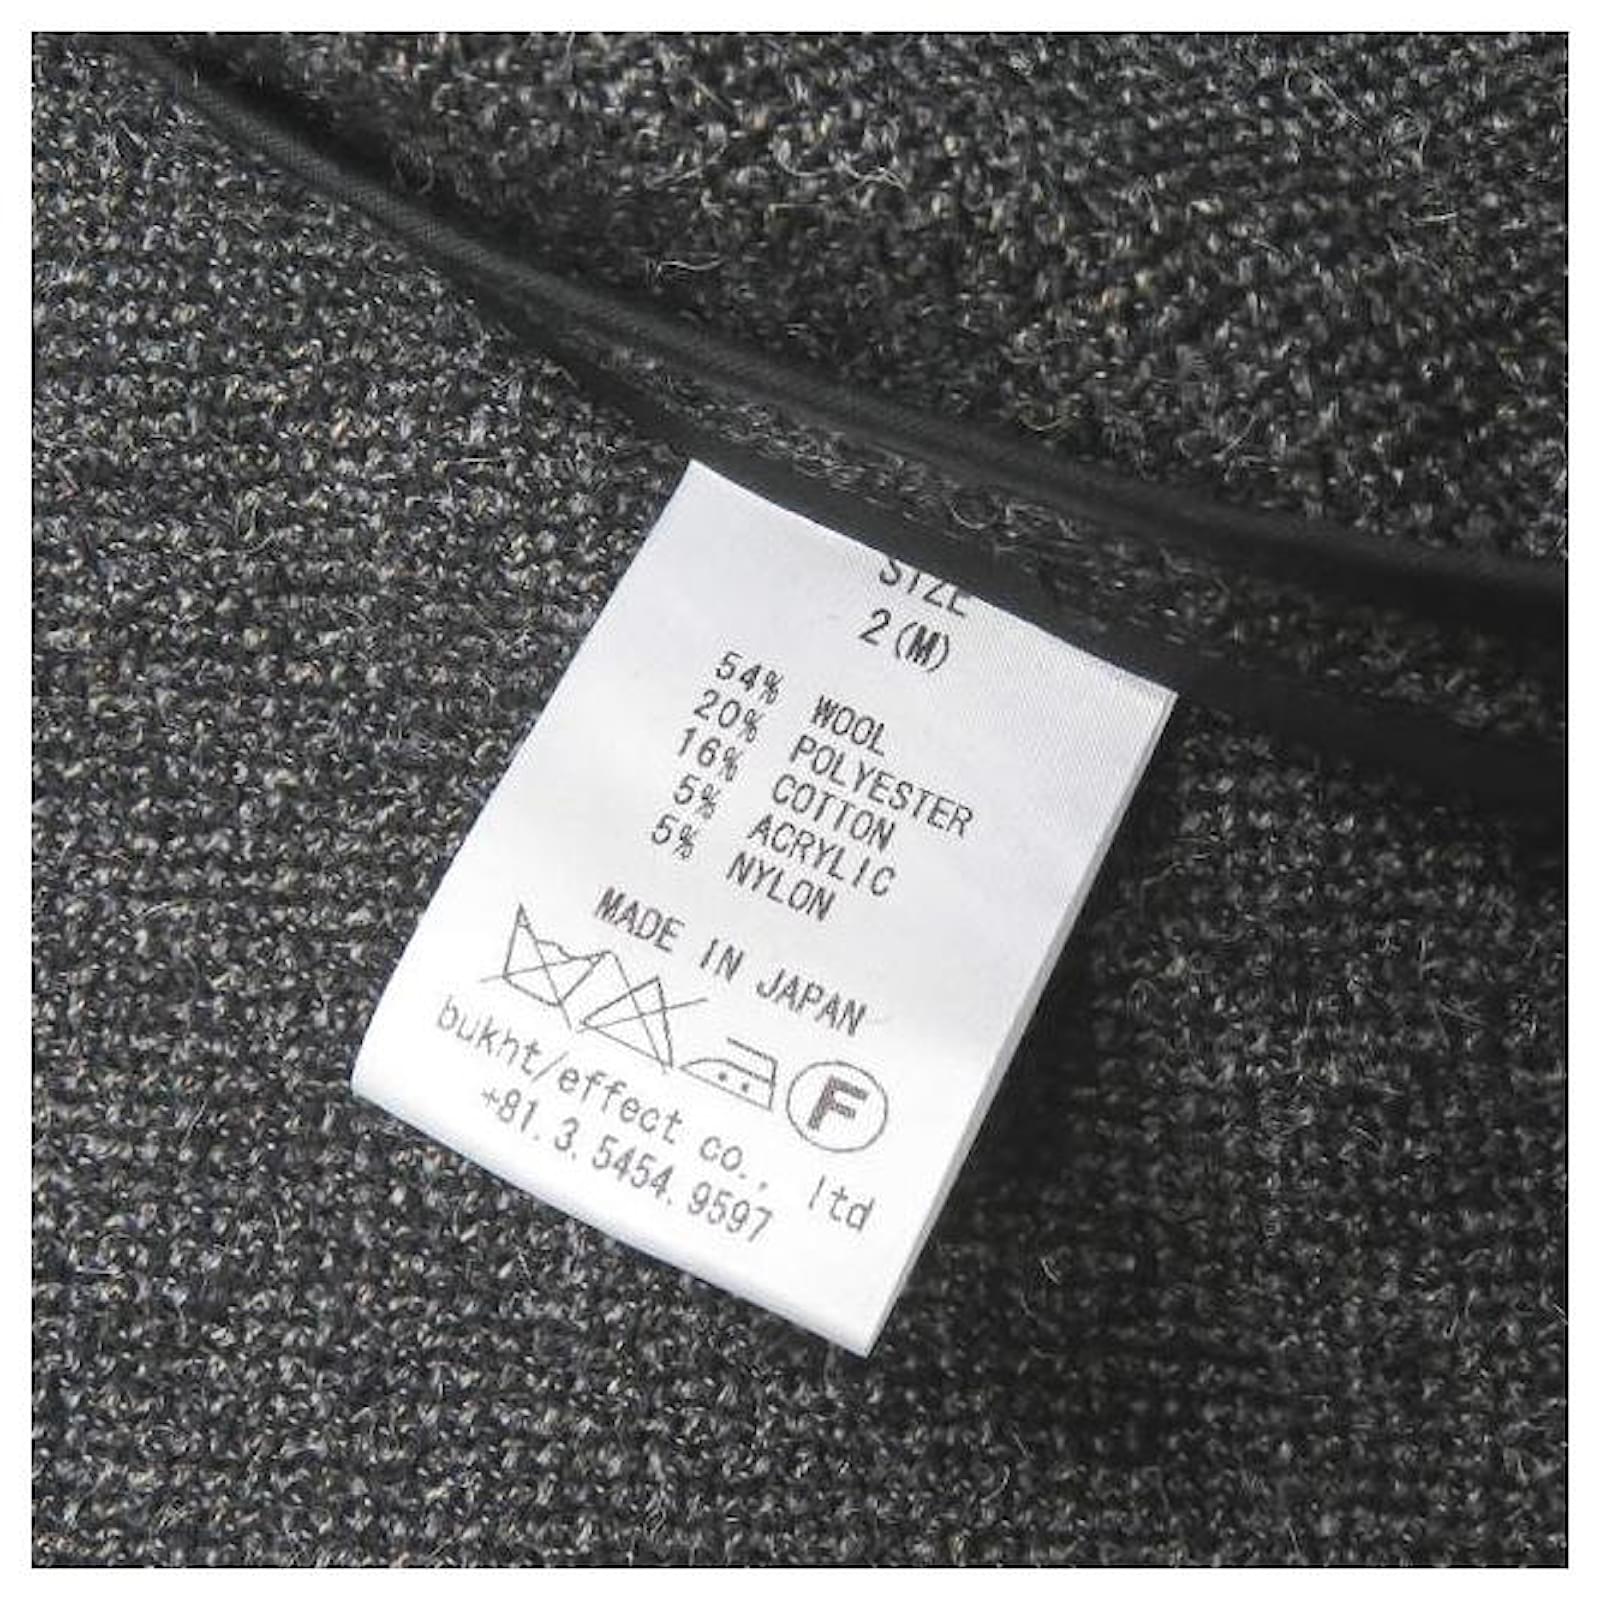 SIZE
2(M)
54% WOOL
20% POLYESTER
16% COTTON
5% ACRYLIC
5% NYLON
MADE IN JAPAN
F
bukht/effect co., ltd
+81.3.5454.9597